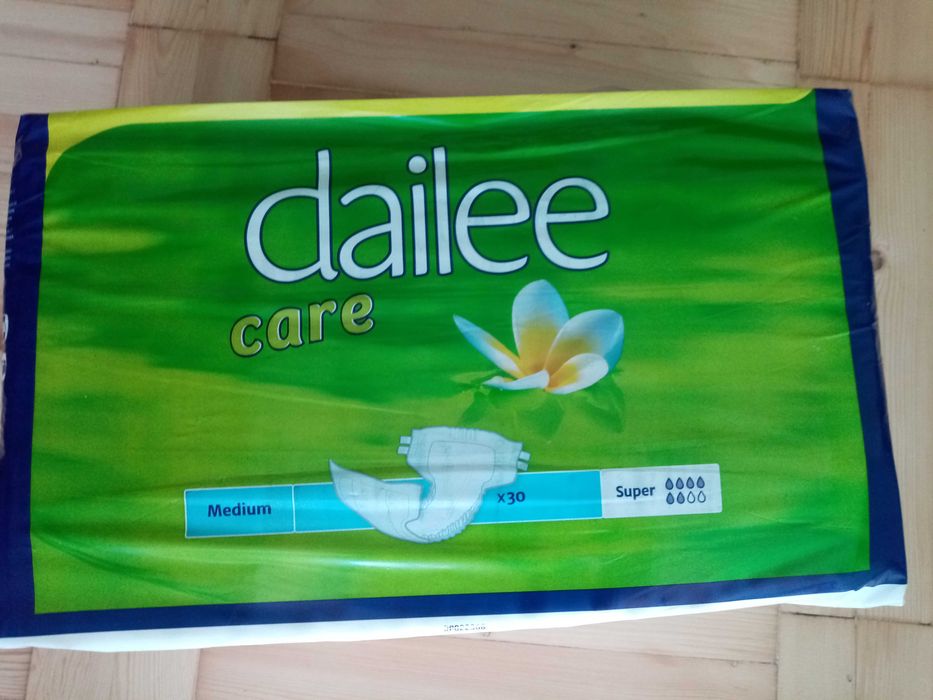 dailee
care
Medium
x30
Super